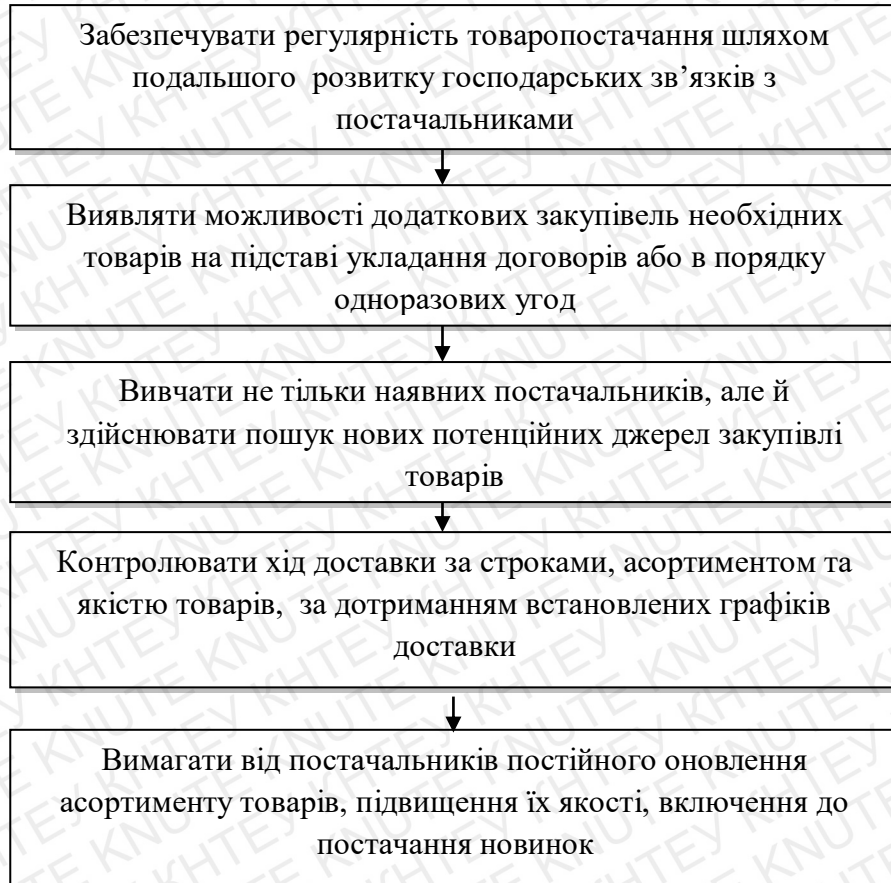 Забезпечувати регулярність товаропостачання шляхом
подальшого розвитку господарських зв’язків з
постачальниками
Виявляти можливості додаткових закупівель необхідних
товарів на підставі укладання договорів або в порядку
одноразових угод
Вивчати не тільки наявних постачальників, але й
здійснювати пошук нових потенційних джерел закупівлі
товарів
Контролювати хід доставки за строками, асортиментом та
якістю товарів, за дотриманням встановлених графіків
доставки
Вимагати від постачальників постійного оновлення
асортименту товарів, підвищення їх якості, включення до
постачання новинок